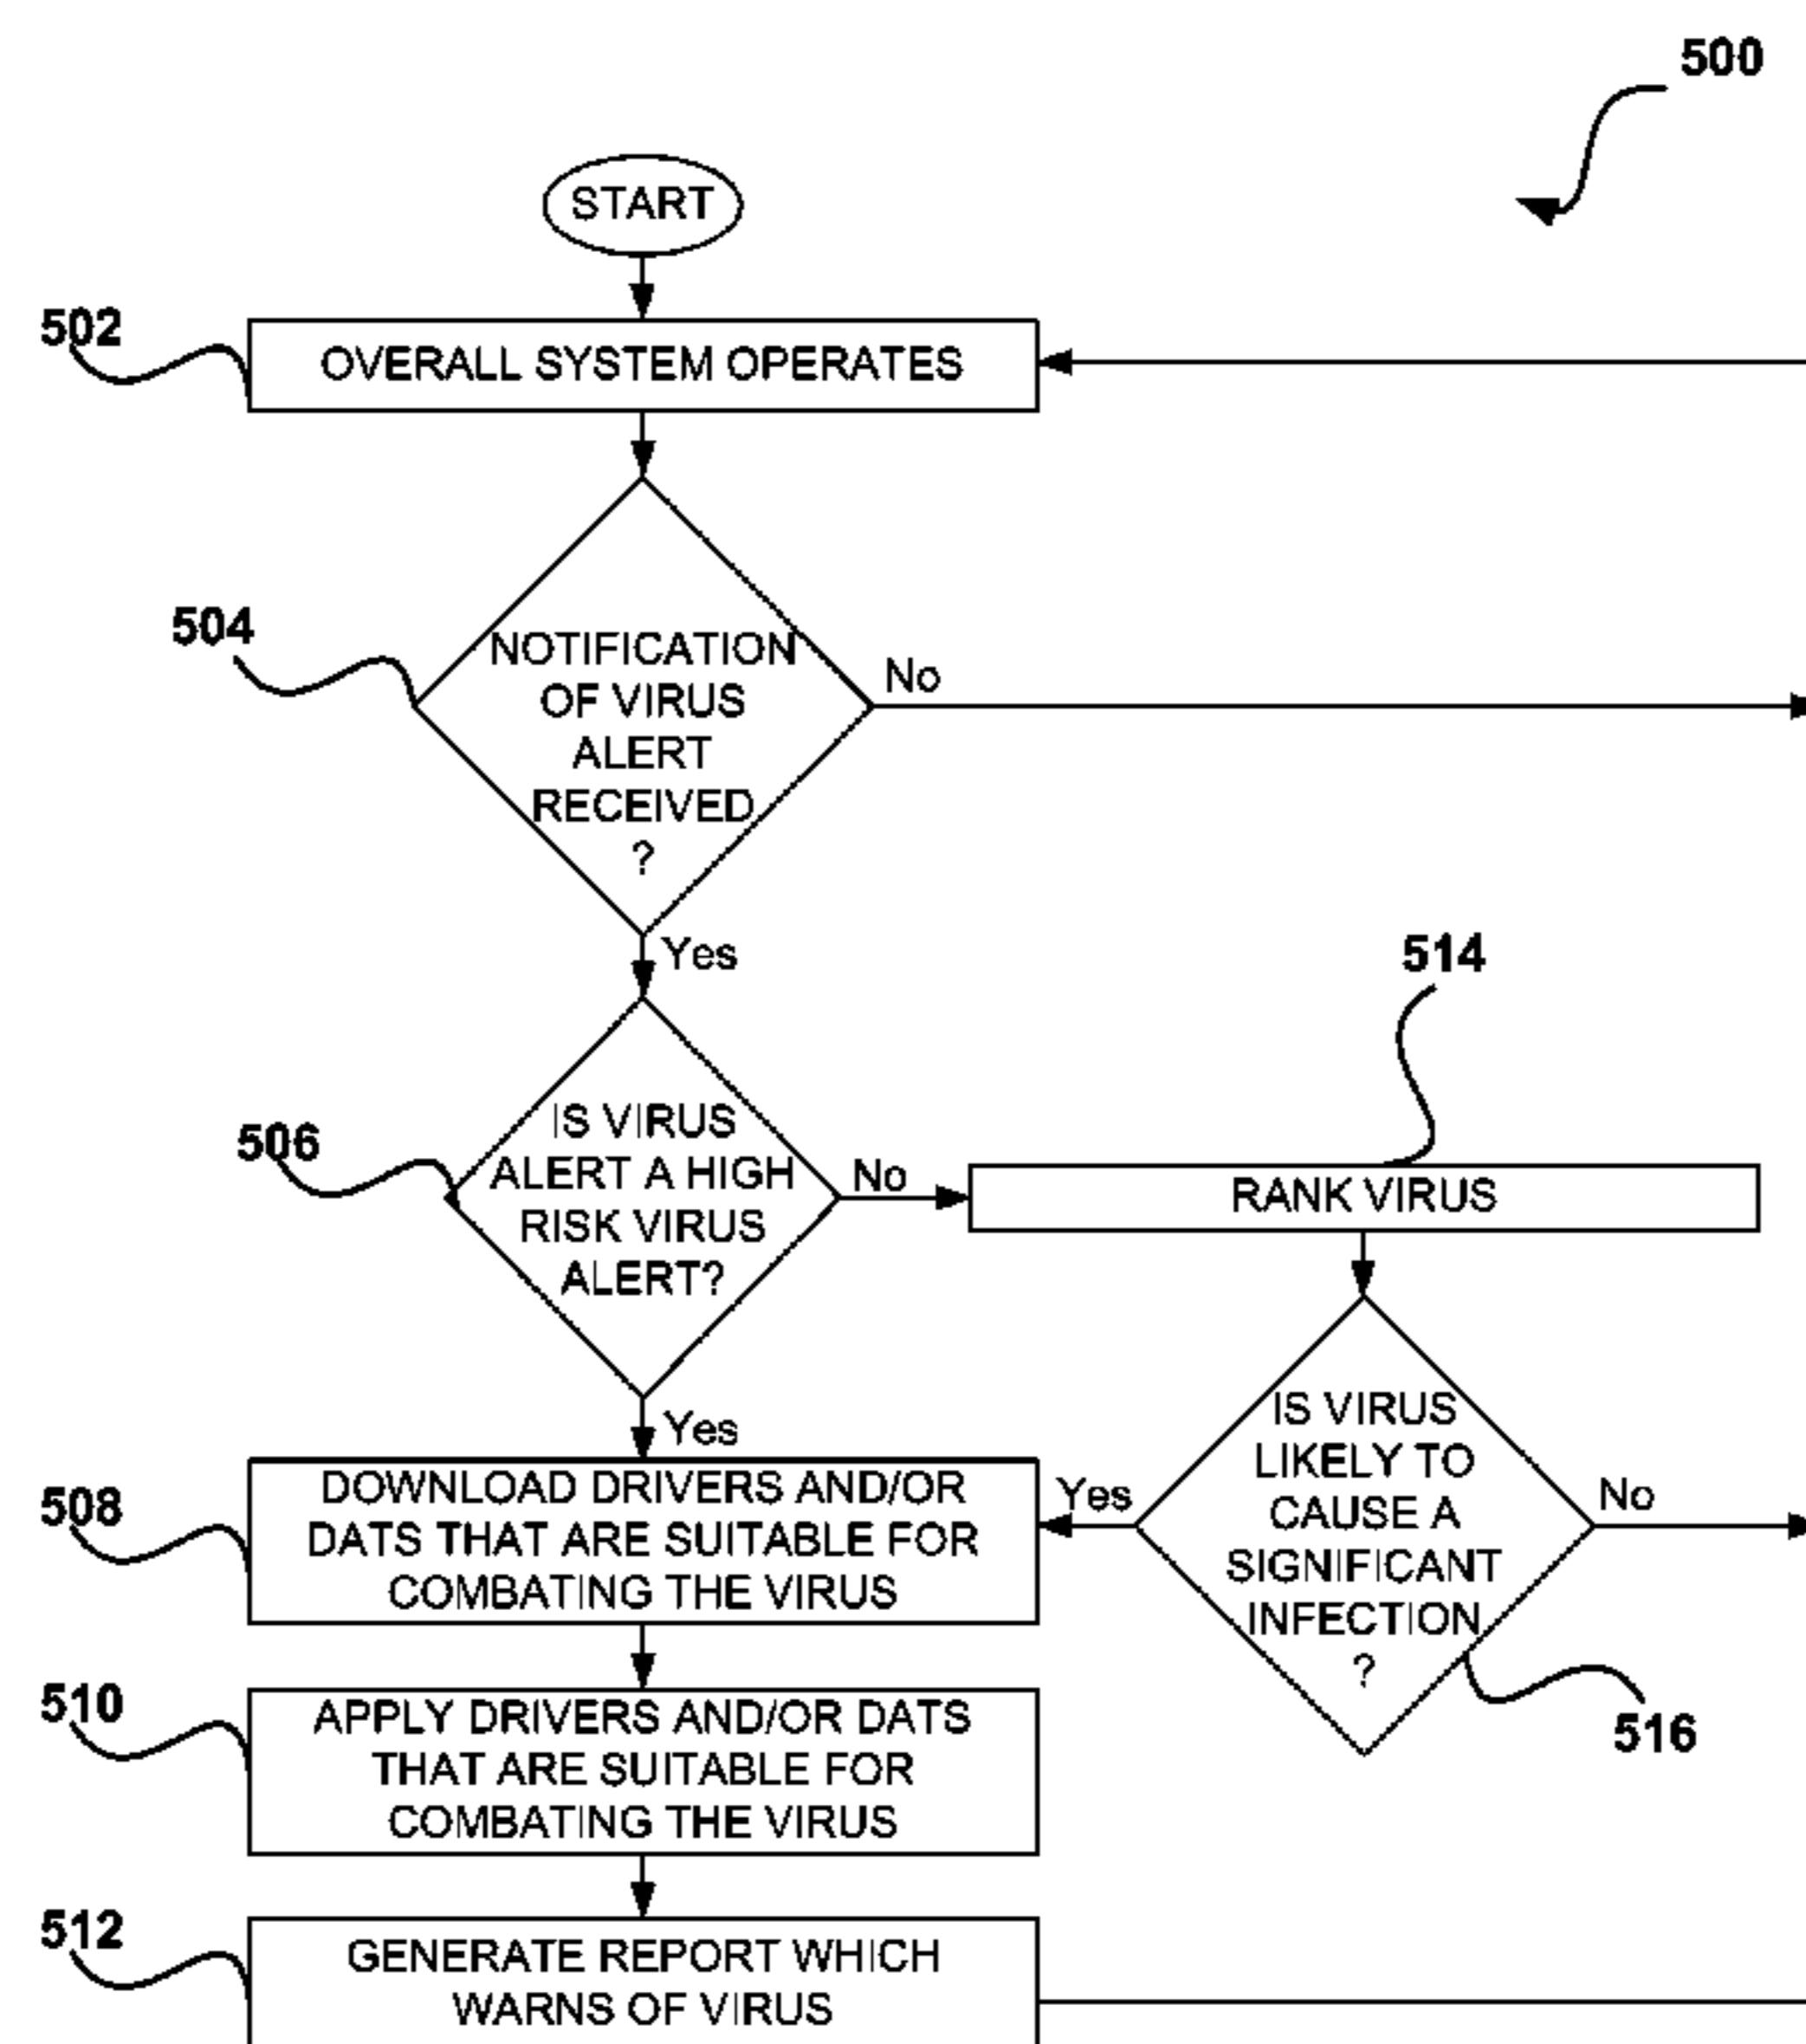 500
START
502
OVERALL SYSTEM OPERATES
504
NOTIFICATION
OF VIRUS
ALERT
RECEIVED
?
No
Yes
514
506
IS VIRUS
ALERT A HIGH
RISK VIRUS
ALERT?
No
RANK VIRUS
Yes
508
DOWNLOAD DRIVERS AND/OR
DATS THAT ARE SUITABLE FOR
COMBATING THE VIRUS
Yes
IS VIRUS
LIKELY TO
CAUSE A
SIGNIFICANT
INFECTION
?
No
516
510
APPLY DRIVERS AND/OR DATS
THAT ARE SUITABLE FOR
COMBATING THE VIRUS
512
GENERATE REPORT WHICH
WARNS OF VIRUS